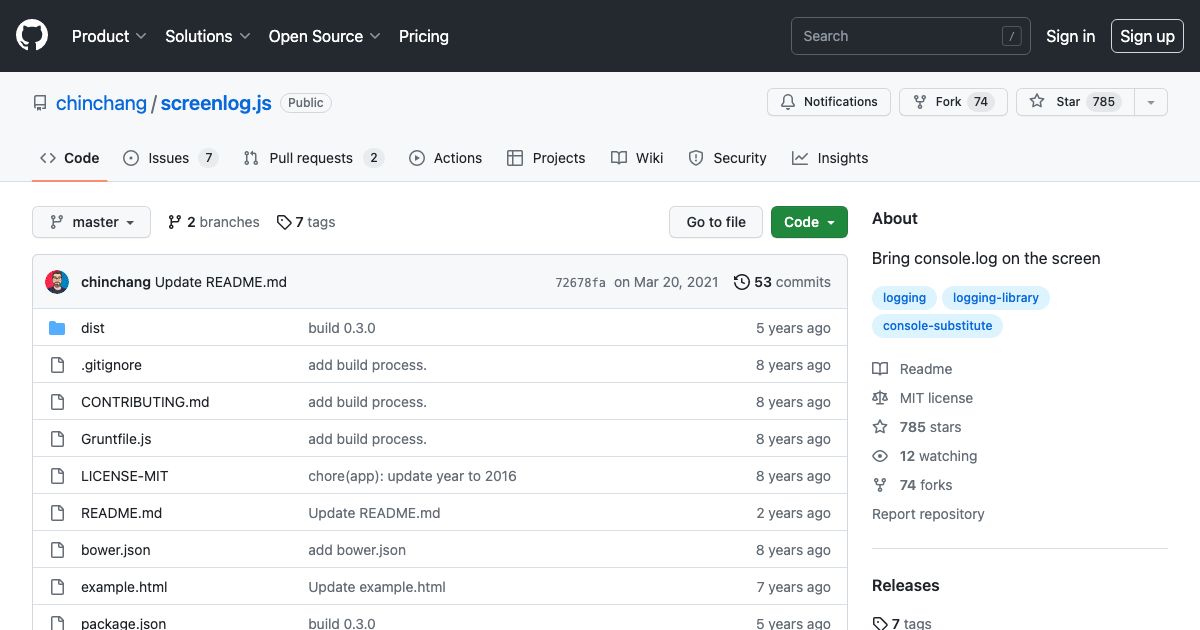 Product Solutions Open Source Pricing Search / Sign in Sign up
chinchang / screenlog.js Public Notifications Fork 74 Star 785
Code Issues 7 Pull requests 2 Actions Projects Wiki Security Insights
master 2 branches 7 tags Go to file Code
chinchang Update README.md 72678fa on Mar 20, 2021 53 commits
dist build 0.3.0 5 years ago
.gitignore add build process. 8 years ago
CONTRIBUTING.md add build process. 8 years ago
Gruntfile.js add build process. 8 years ago
LICENSE-MIT chore(app): update year to 2016 8 years ago
README.md Update README.md 2 years ago
bower.json add bower.json 8 years ago
example.html Update example.html 7 years ago
package.json build 0.3.0 5 years ago
About
Bring console.log on the screen
logging logging-library
console-substitute
Readme
MIT license
785 stars
12 watching
74 forks
Report repository
Releases
7 tags